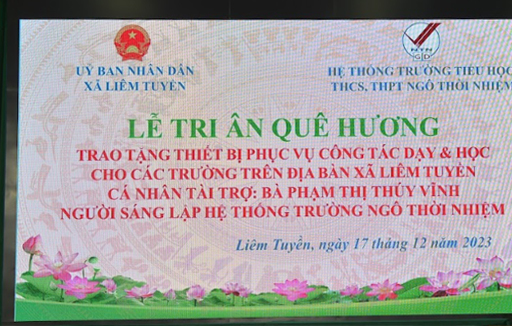 UỶ BAN NHÂN DÂN
XÃ LIÊM TUYỀN
HỆ THỐNG TRƯỜNG TIỂU HỌC
THCS, THPT NGÔ THỜI NHIỆM
LỄ TRI ÂN QUÊ HƯƠNG
TRAO TẶNG THIẾT BỊ PHỤC VỤ CÔNG TÁC DẠY & HỌC
CHO CÁC TRƯỜNG TRÊN ĐỊA BÀN XÃ LIÊM TUYỀN
CÁ NHÂN TÀI TRỢ: BÀ PHẠM THỊ THÚY VĨNH
NGƯỜI SÁNG LẬP HỆ THỐNG TRƯỜNG NGÔ THỜI NHIỆM
Liêm Tuyền, ngày 17 tháng 12 năm 2023